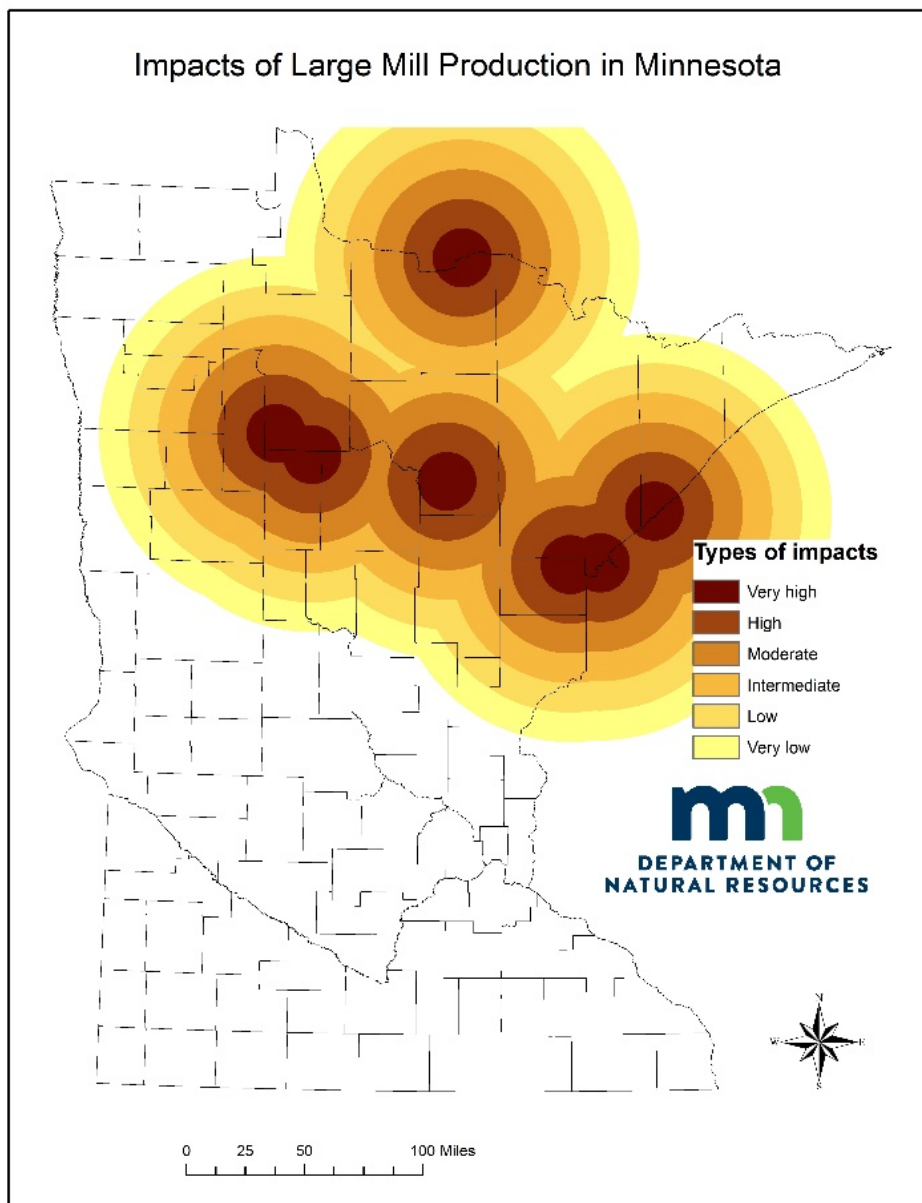 Impacts of Large Mill Production in Minnesota
Types of impacts
Very high
High
Moderate
Intermediate
Low
Very low
mn
DEPARTMENT OF
NATURAL RESOURCES
N
W E
S
0 25 50 100 Miles